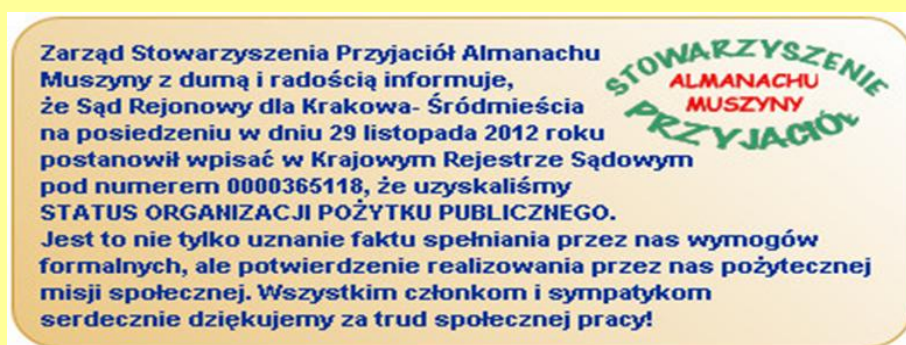 Zarząd Stowarzyszenia Przyjaciół Almanachu
Muszyny z dumą i radością informuje,
że Sąd Rejonowy dla Krakowa- Śródmieścia
na posiedzeniu w dniu 29 listopada 2012 roku
postanowił wpisać w Krajowym Rejestrze Sądowym
pod numerem 0000365118, że uzyskaliśmy
STATUS ORGANIZACJI POŻYTKU PUBLICZNEGO.
Jest to nie tylko uznanie faktu spełniania przez nas wymogów
formalnych, ale potwierdzenie realizowania przez nas pożytecznej
misji społecznej. Wszystkim członkom i sympatykom
serdecznie dziękujemy za trud społecznej pracy!
STOWARZYSZENIE
ALMANACHU
MUSZYNY
PRZYJACIÓŁ